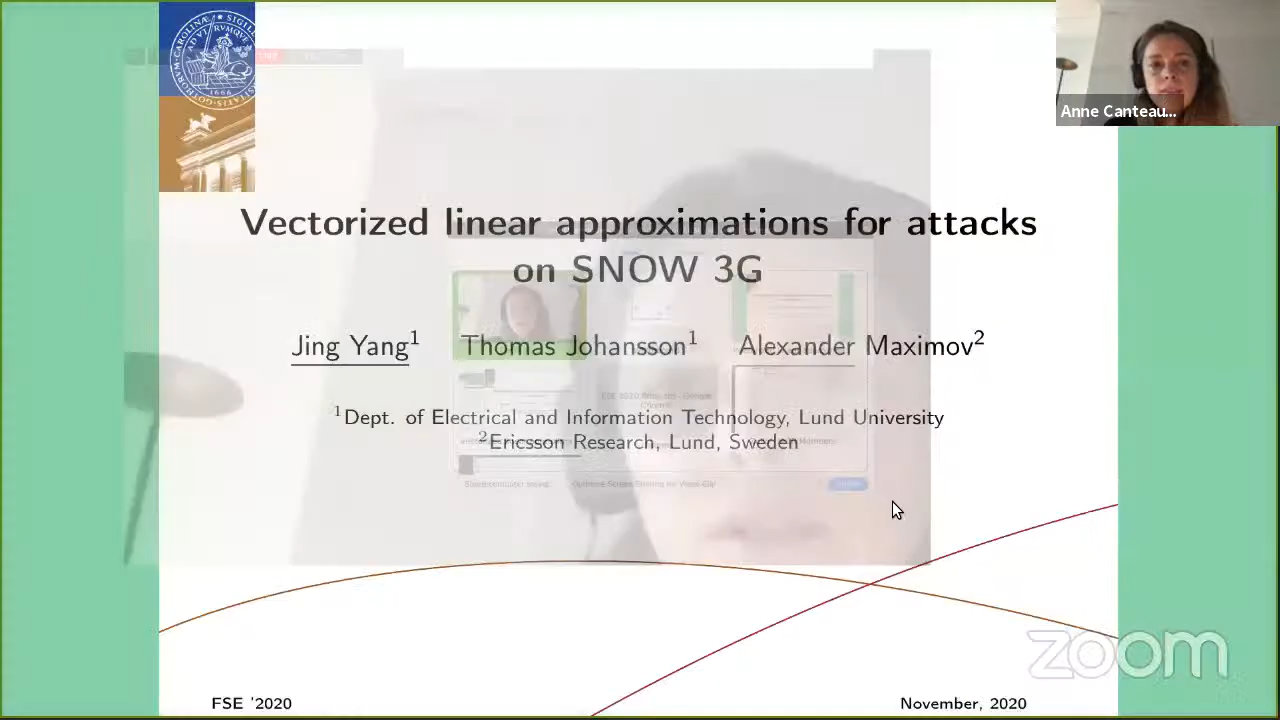 Anne Canteau...
Vectorized linear approximations for attacks
on SNOW 3G
Jing Yang1 Thomas Johansson1 Alexander Maximov2
1Dept. of Electrical and Information Technology, Lund University
2Ericsson Research, Lund, Sweden
zoom
FSE '2020
November, 2020